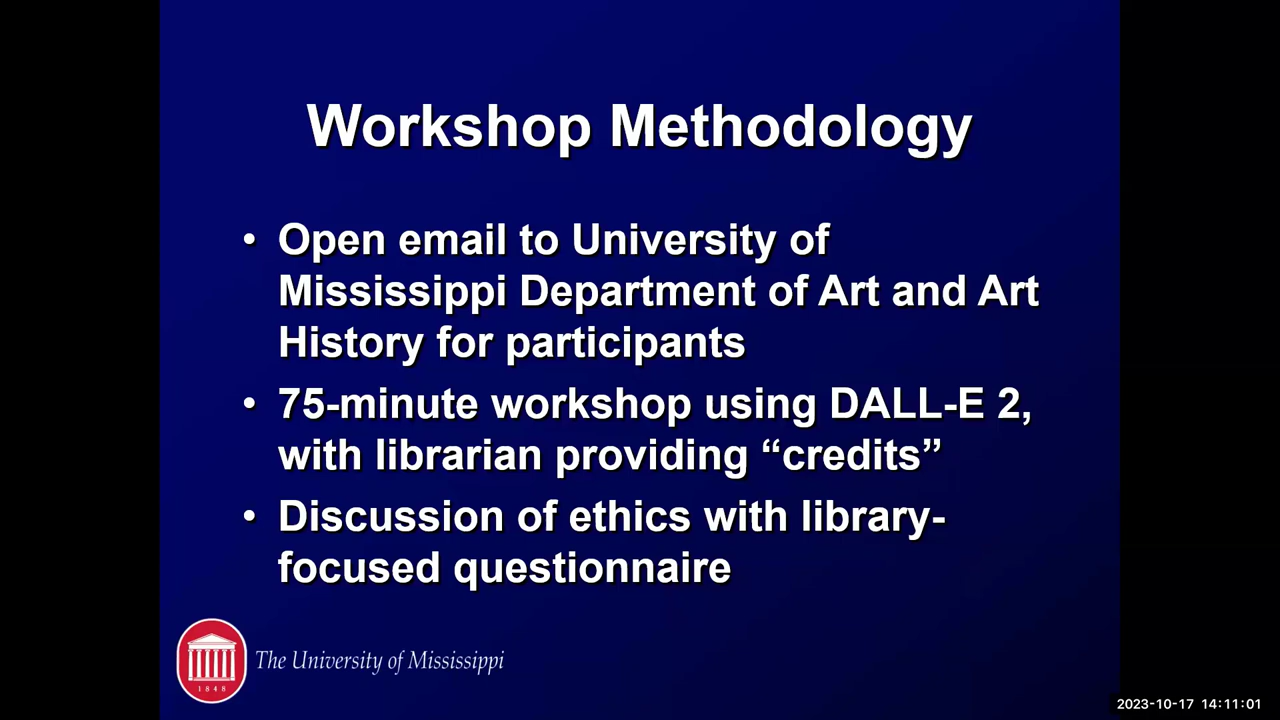 Workshop Methodology
• Open email to University of
Mississippi Department of Art and Art
History for participants
• 75-minute workshop using DALL-E 2,
with librarian providing “credits”
• Discussion of ethics with library-
focused questionnaire
1848
The University of Mississippi
2023-10-17 14:11:01